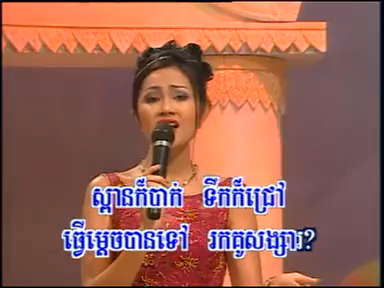 ស្ពានក៏បាក់ ទឹកក៏ជ្រៅ
ធ្វើម្ដេចបានទៅ រកគូសង្សារ?